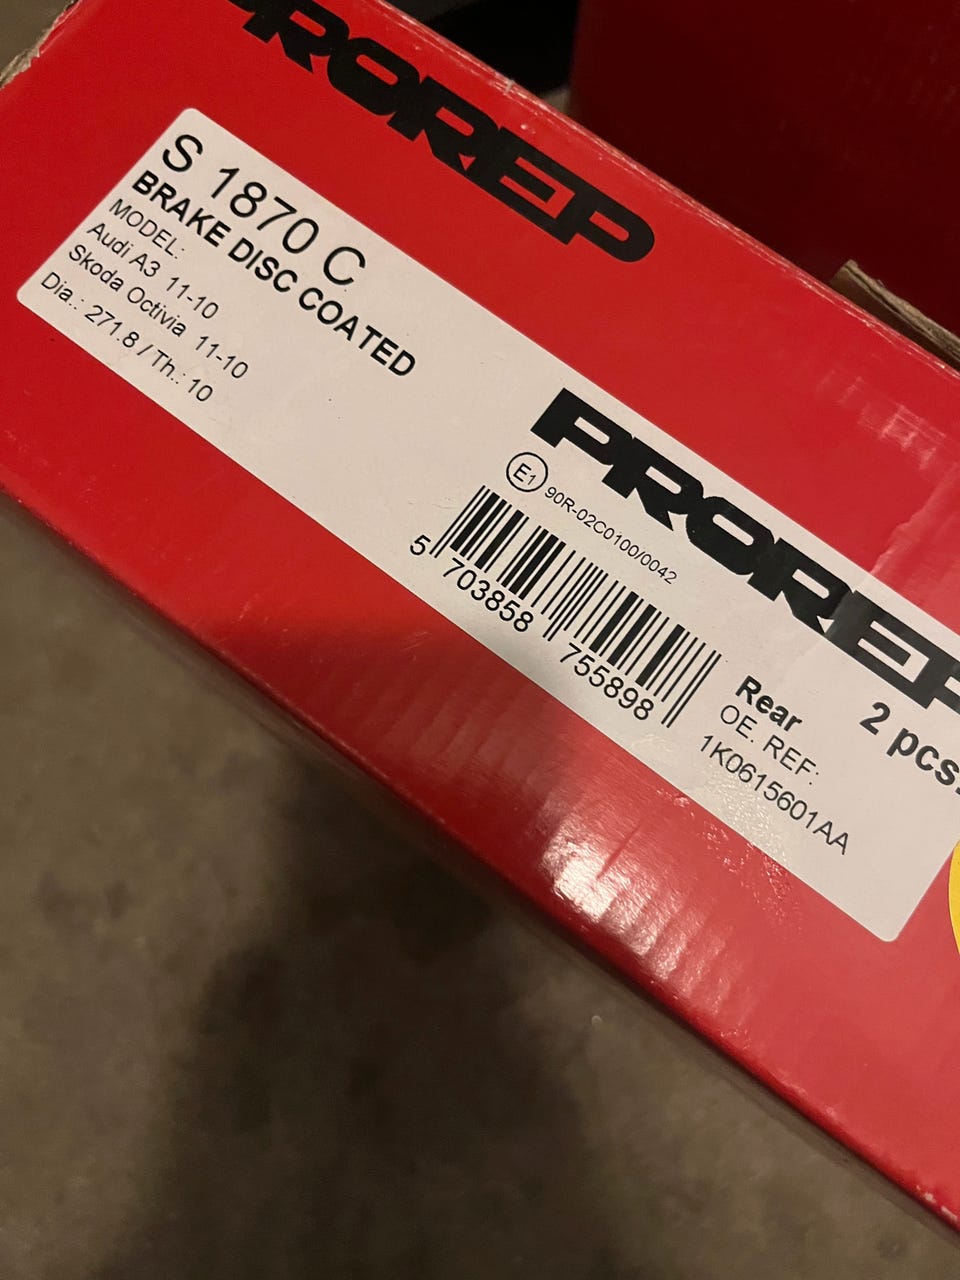 PROREP
S 1870 C
BRAKE DISC COATED
MODEL:
Audi A3 11-10
Skoda Octivia 11-10
Dia.: 271.8 / Th.: 10
PROREP
E1 90R-02C0100/0042
5 703858 755898
Rear
2 pcs.
OE. REF:
1K0615601AA